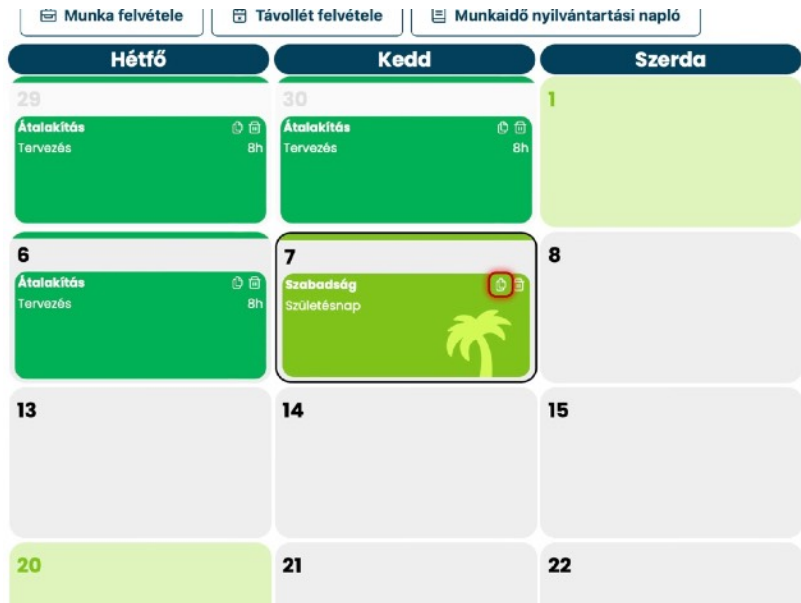 Munka felvétele Távollét felvétele Munkaidő nyilvántartási napló
Hétfő Kedd Szerda
29 30 1
Átalakítás Átalakítás
Tervezés 8h Tervezés 8h
6 7 8
Átalakítás Szabadság
Tervezés 8h Születésnap
13 14 15
20 21 22